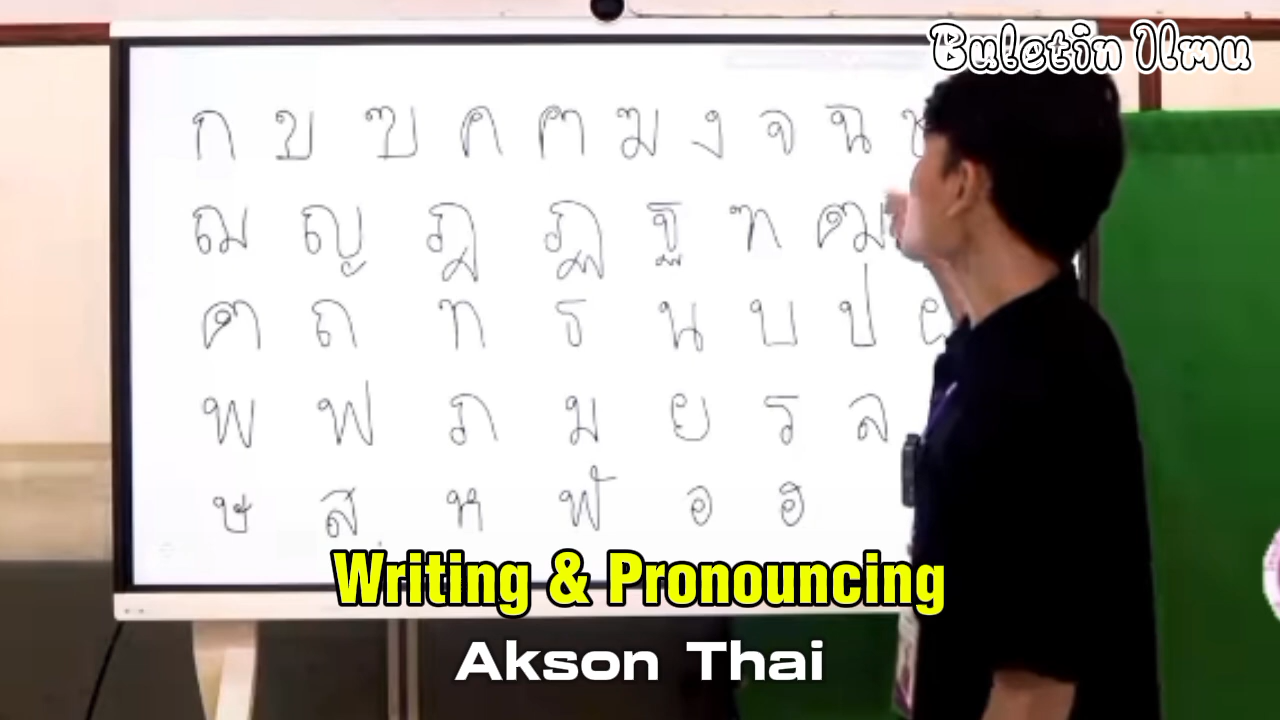 Buletin Ilmu
ก ข ฃ ค ฅ ฆ ง จ ฉ
ฌ ญ ฎ ฏ ฐ ฑ ฒ
ต ถ ท ธ น บ ป ผ
พ ฟ ภ ม ย ร ล
ษ ส ห ฬ อ ฮ
Writing & Pronouncing
Akson Thai